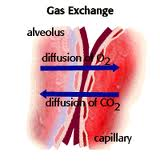 Gas Exchange
alveolus
diffusion of O2
diffusion of CO2
capillary